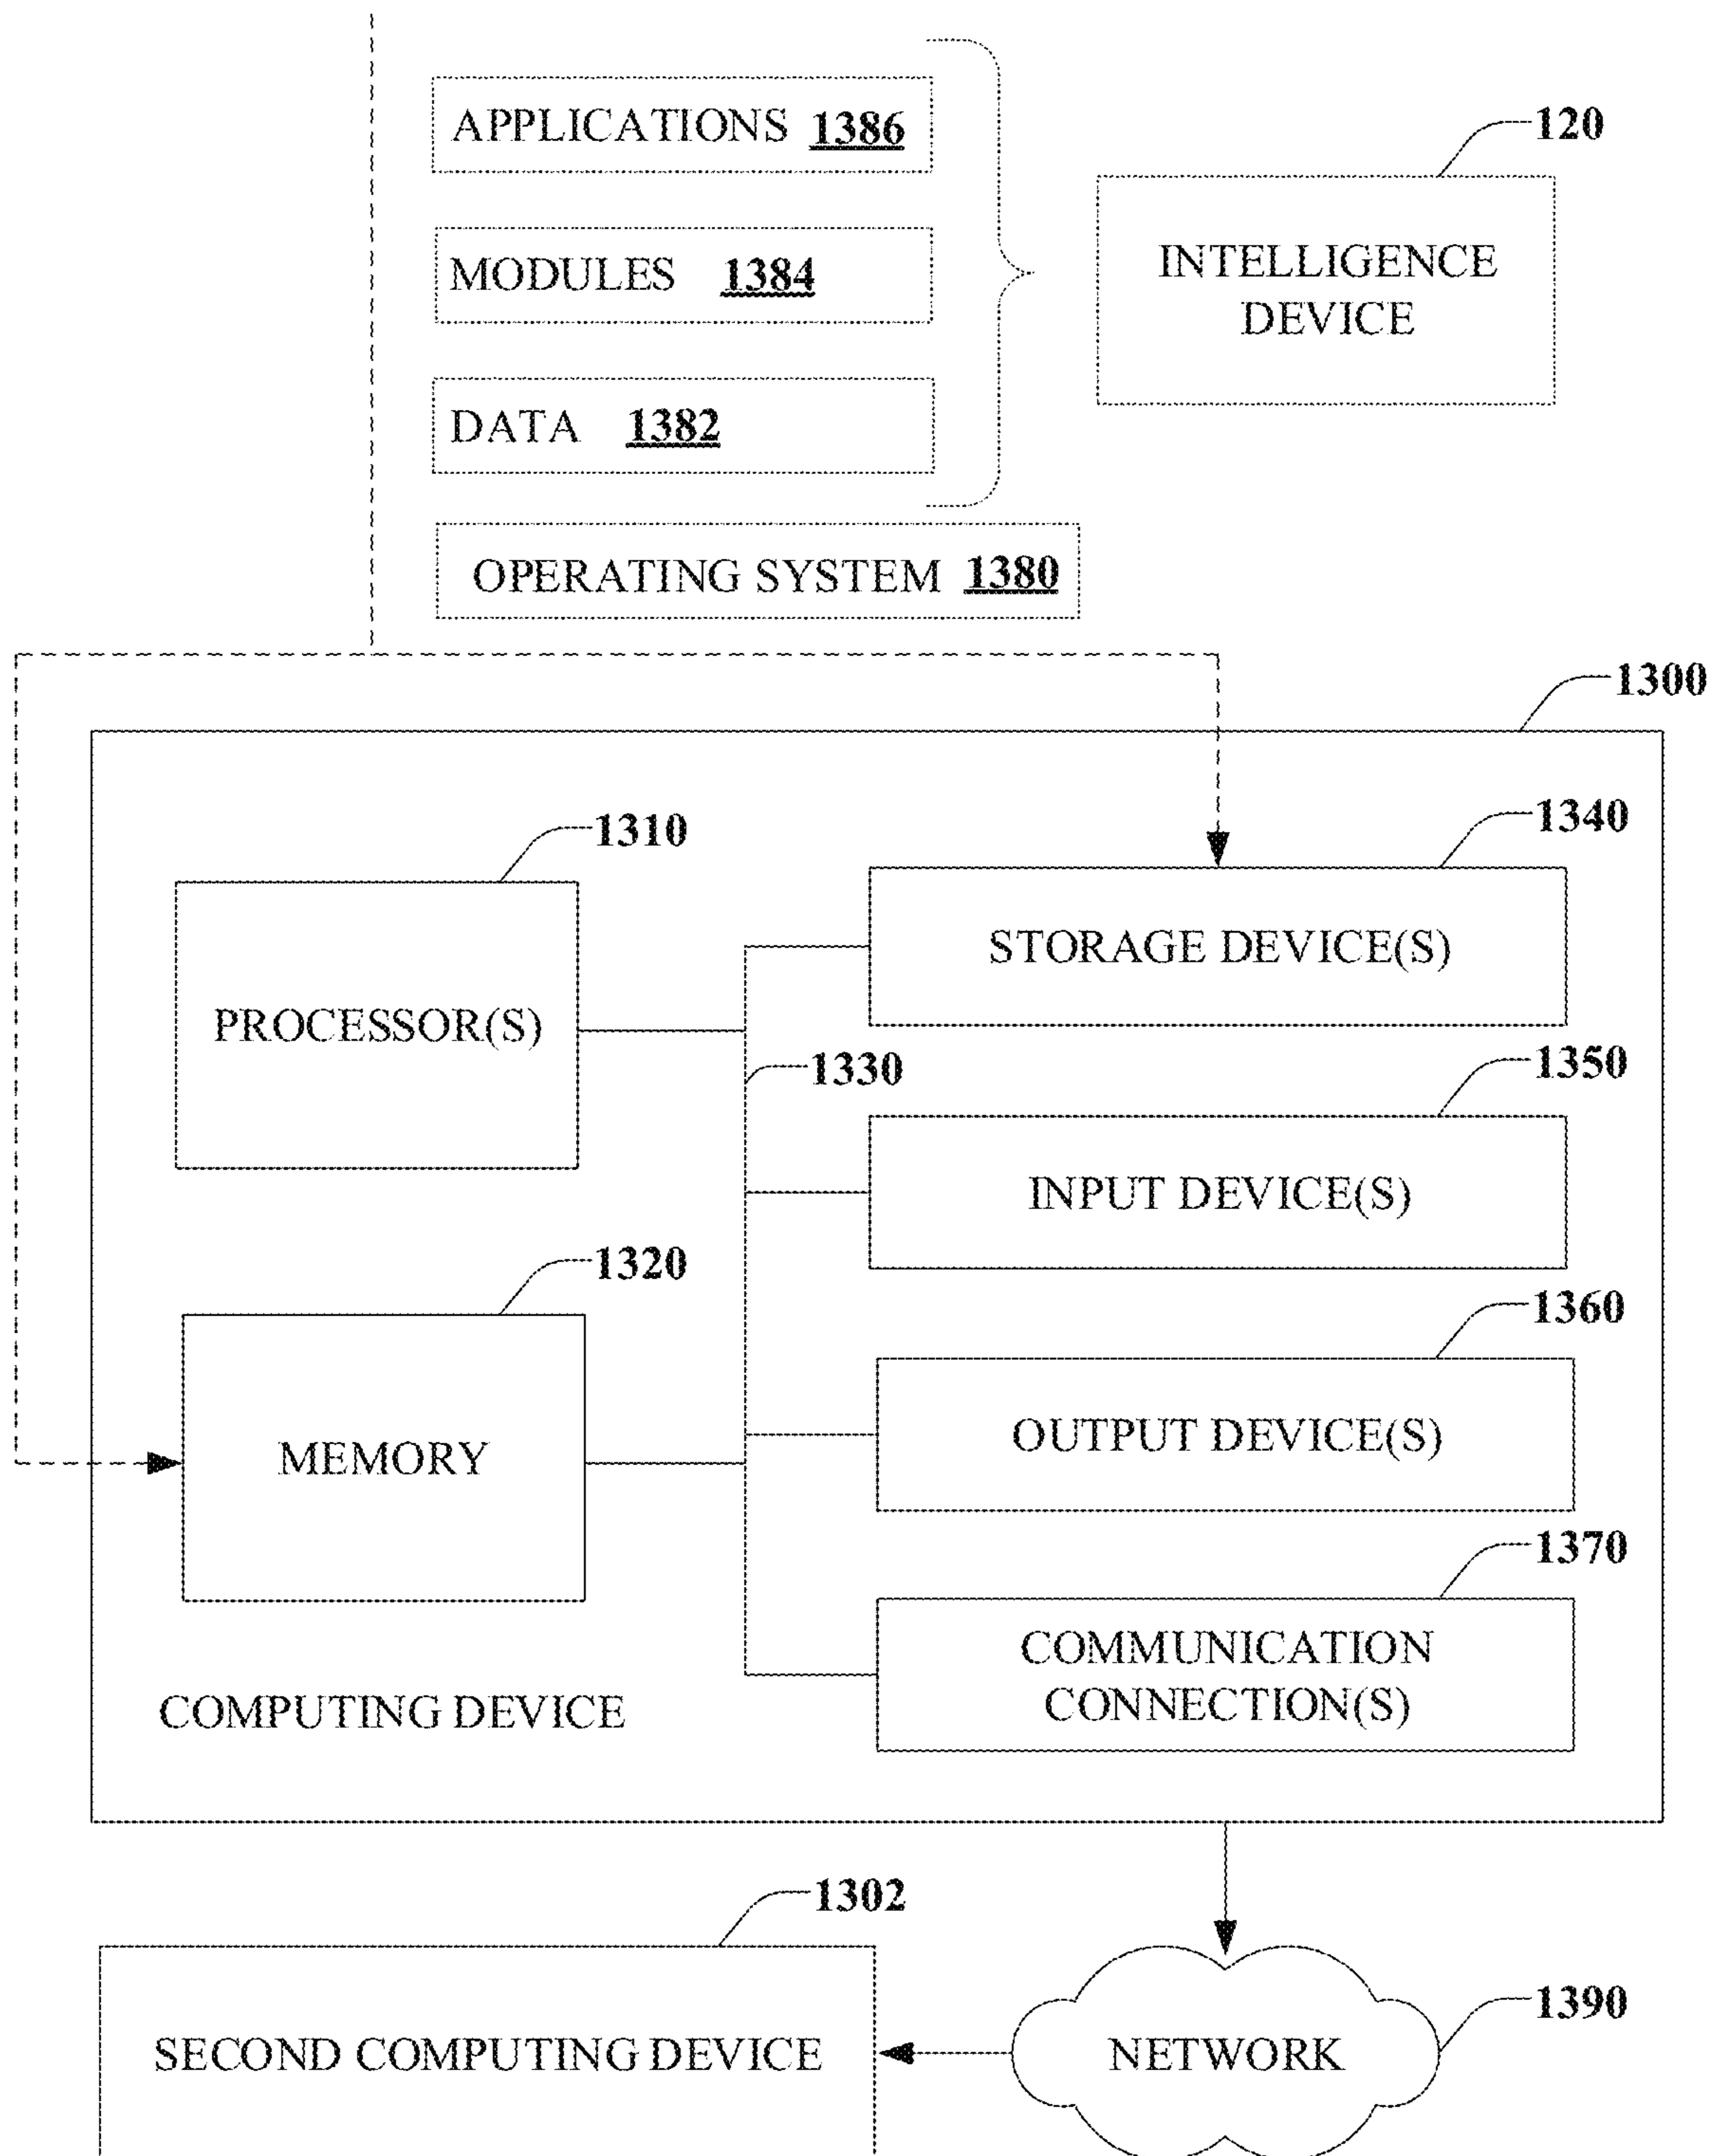 APPLICATIONS 1386
120
INTELLIGENCE
DEVICE
MODULES 1384
DATA 1382
OPERATING SYSTEM 1380
1300
1310
1340
STORAGE DEVICE(S)
PROCESSOR(S)
1330
1350
INPUT DEVICE(S)
1320
1360
OUTPUT DEVICE(S)
MEMORY
1370
COMMUNICATION
CONNECTION(S)
COMPUTING DEVICE
1302
1390
SECOND COMPUTING DEVICE
NETWORK